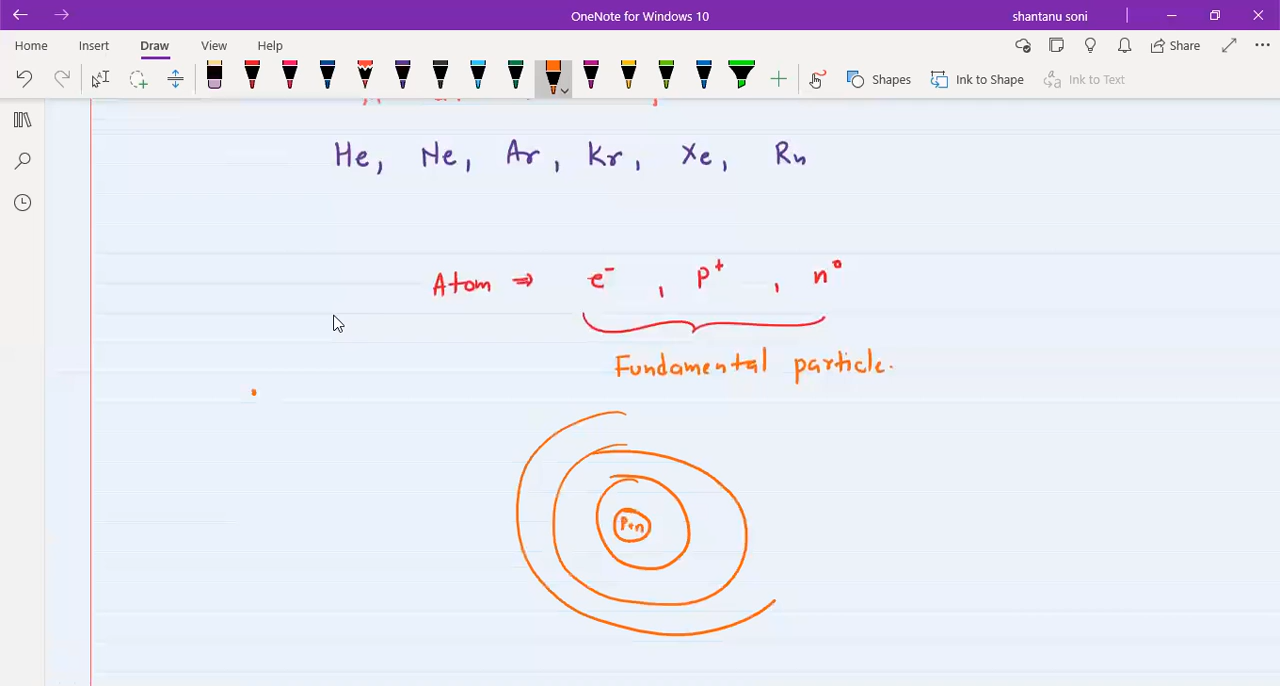 OneNote for Windows 10
shantanu soni
Home Insert Draw View Help
Share
Shapes Ink to Shape Ink to Text
He, Ne, Ar, Kr, Xe, Rn
Atom ⇒ e⁻ , p⁺ , n⁰
Fundamental particle.
P+n